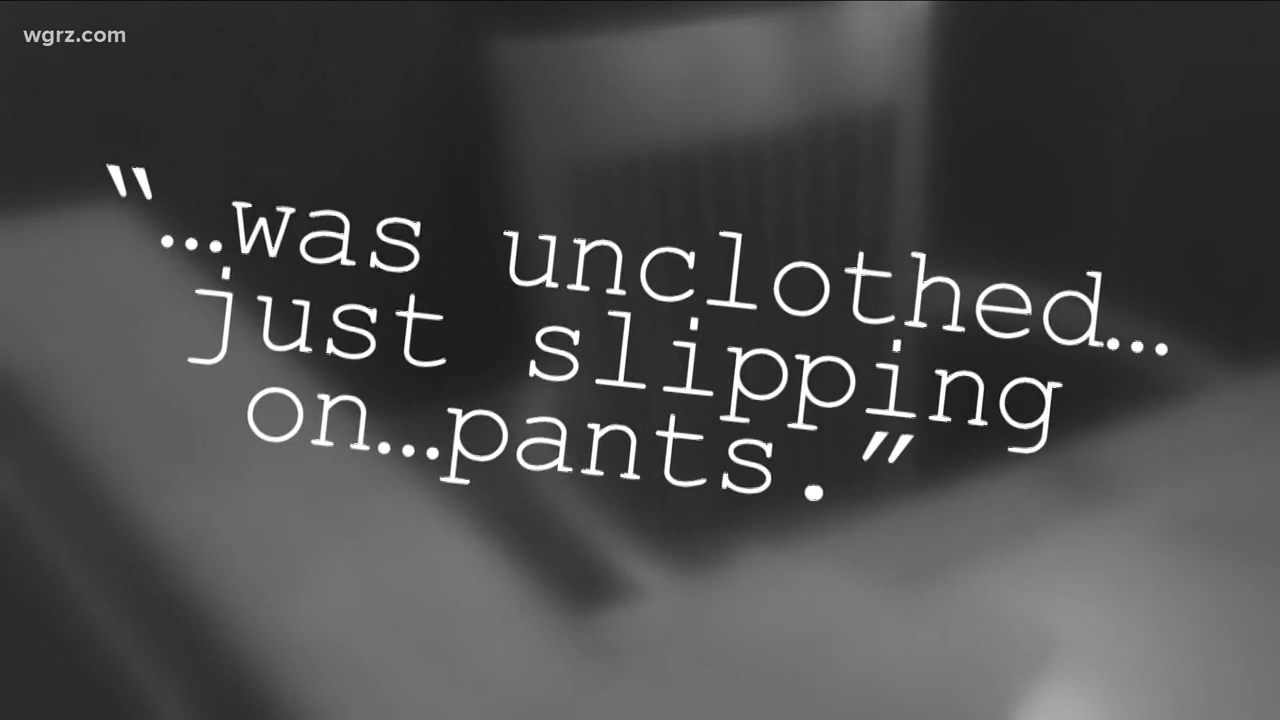 wgrz.com
“…was unclothed…
just slipping
on…pants.”